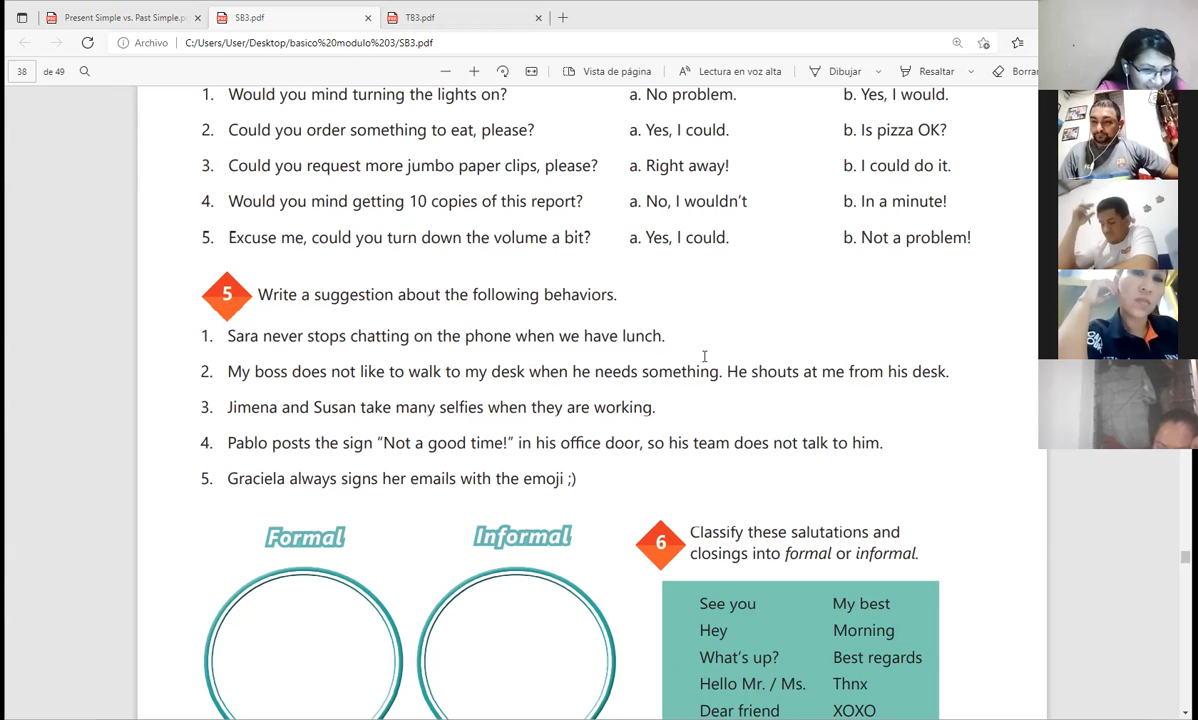 Present Simple vs. Past Simple.p
SB3.pdf
TB3.pdf
Archivo
C:/Users/User/Desktop/basico%20modulo%203/SB3.pdf
38
de 49
Vista de página
Lectura en voz alta
Dibujar
Resaltar
Borrar
1. Would you mind turning the lights on? a. No problem. b. Yes, I would.
2. Could you order something to eat, please? a. Yes, I could. b. Is pizza OK?
3. Could you request more jumbo paper clips, please? a. Right away! b. I could do it.
4. Would you mind getting 10 copies of this report? a. No, I wouldn't b. In a minute!
5. Excuse me, could you turn down the volume a bit? a. Yes, I could. b. Not a problem!
5 Write a suggestion about the following behaviors.
1. Sara never stops chatting on the phone when we have lunch.
2. My boss does not like to walk to my desk when he needs something. He shouts at me from his desk.
3. Jimena and Susan take many selfies when they are working.
4. Pablo posts the sign "Not a good time!" in his office door, so his team does not talk to him.
5. Graciela always signs her emails with the emoji ;)
Formal
Informal
6 Classify these salutations and
closings into formal or informal.
See you My best
Hey Morning
What's up? Best regards
Hello Mr. / Ms. Thnx
Dear friend XOXO